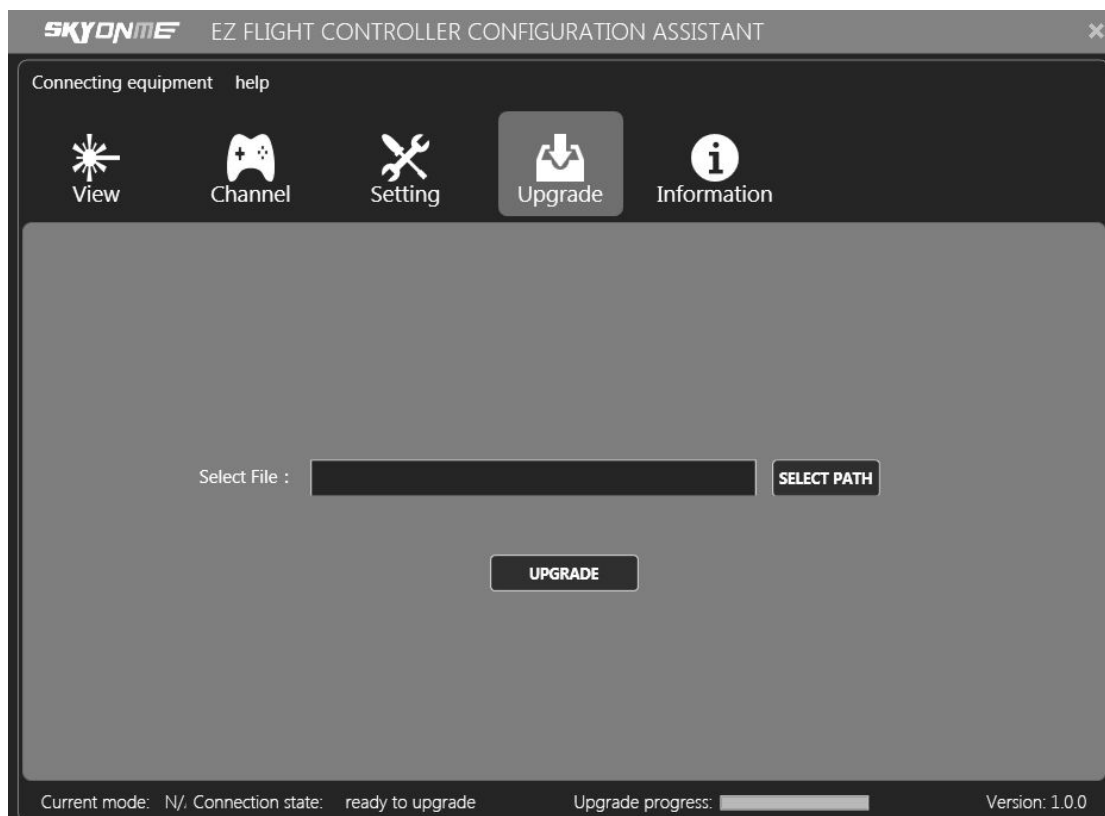 SKYONME EZ FLIGHT CONTROLLER CONFIGURATION ASSISTANT
Connecting equipment help
View Channel Setting Upgrade Information
Select File : SELECT PATH
UPGRADE
Current mode: N/ Connection state: ready to upgrade Upgrade progress: Version: 1.0.0